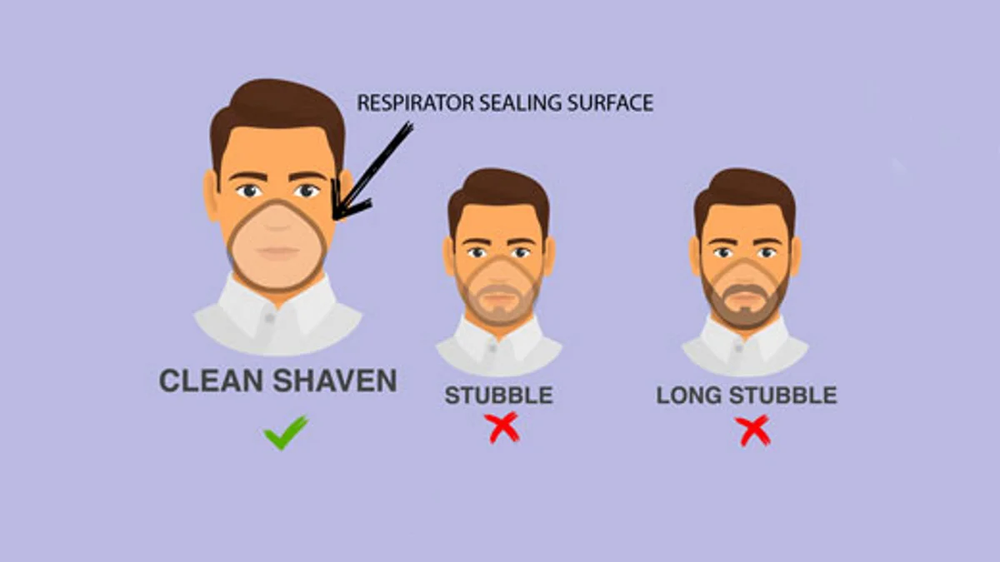 RESPIRATOR SEALING SURFACE
CLEAN SHAVEN
STUBBLE
LONG STUBBLE